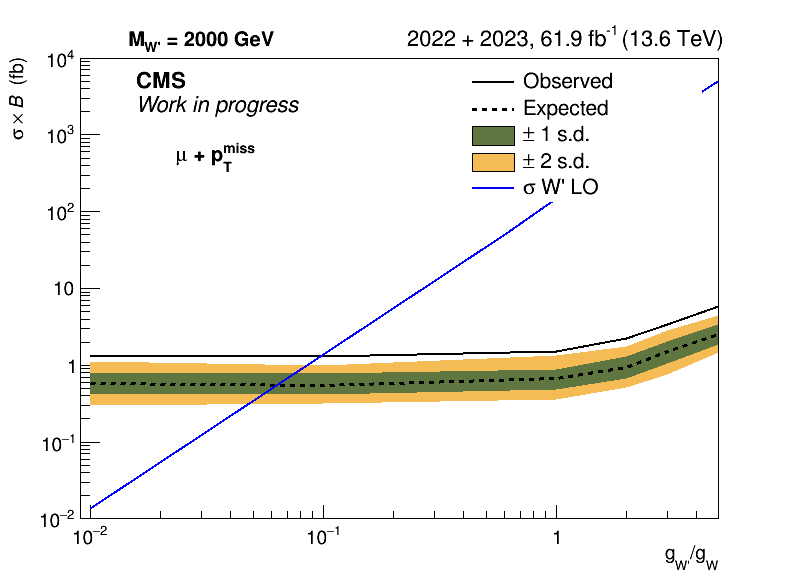 M_W' = 2000 GeV
2022 + 2023, 61.9 fb⁻¹ (13.6 TeV)
σ × B (fb)
10⁴
10³
10²
10
1
10⁻¹
10⁻²
CMS
Work in progress
μ + p_T^miss
Observed
Expected
± 1 s.d.
± 2 s.d.
σ W' LO
10⁻² 10⁻¹ 1
g_W'/g_W